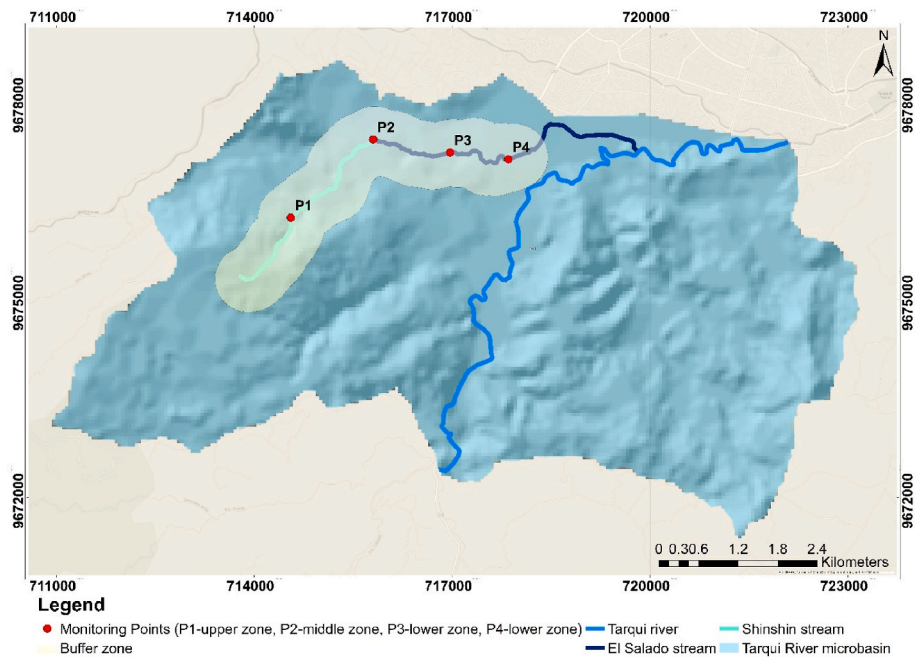 711000 714000 717000 720000 723000
N
9678000 9678000
P2
P3
P4
P1
9675000 9675000
9672000 9672000
0 0.30.6 1.2 1.8 2.4
Kilometers
711000 714000 717000 720000 723000
Legend
Monitoring Points (P1-upper zone, P2-middle zone, P3-lower zone, P4-lower zone) Tarqui river Shinshin stream
Buffer zone El Salado stream Tarqui River microbasin